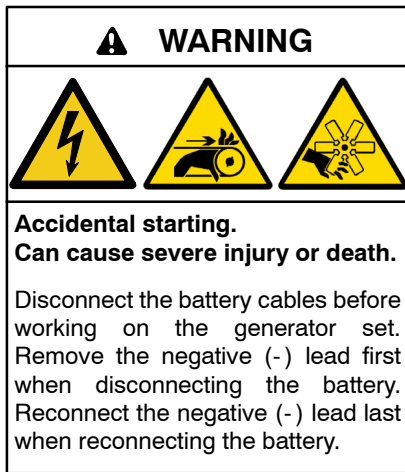 WARNING
Accidental starting.
Can cause severe injury or death.
Disconnect the battery cables before
working on the generator set.
Remove the negative (-) lead first
when disconnecting the battery.
Reconnect the negative (-) lead last
when reconnecting the battery.